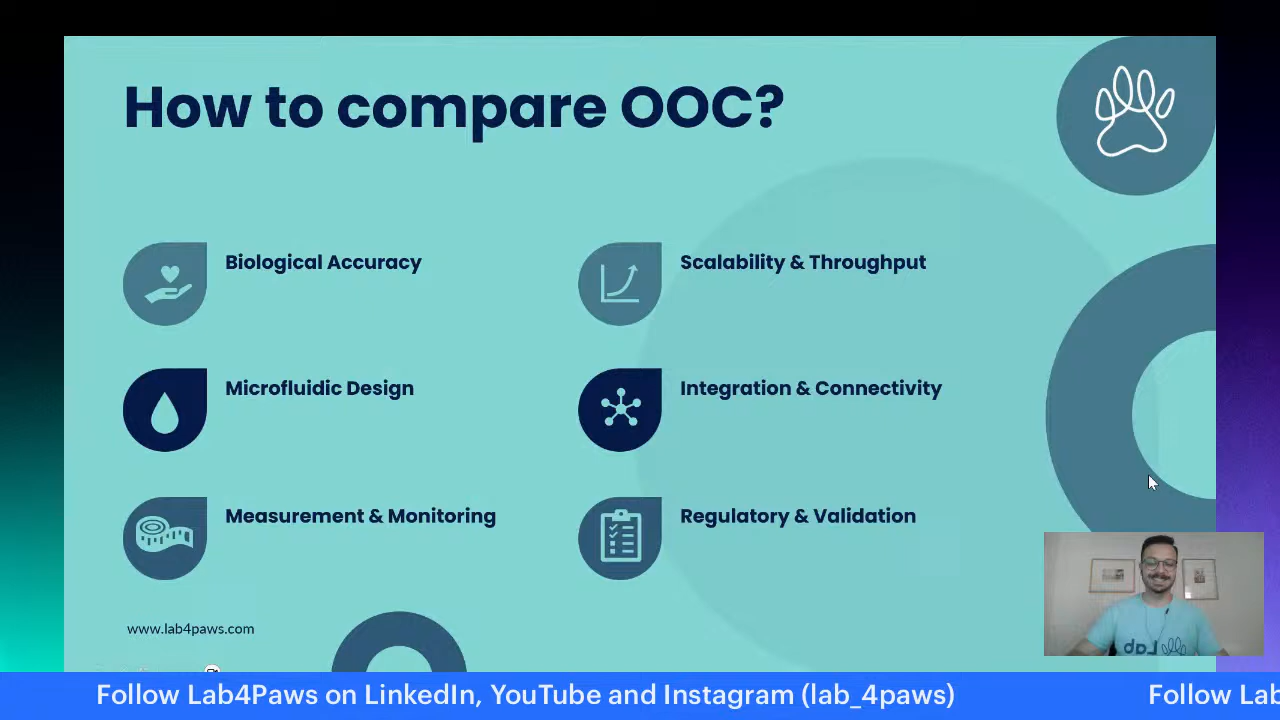 How to compare OOC?
Biological Accuracy
Scalability & Throughput
Microfluidic Design
Integration & Connectivity
Measurement & Monitoring
Regulatory & Validation
www.lab4paws.com
Lab
Follow Lab4Paws on LinkedIn, YouTube and Instagram (lab_4paws)
Follow Lab